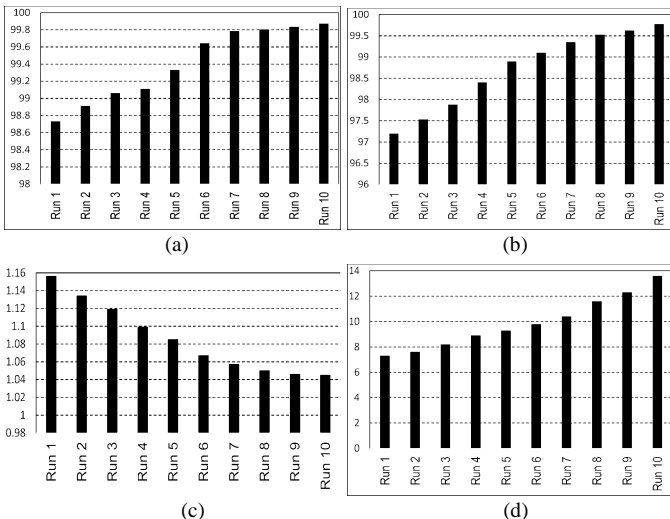 100
99.8
99.6
99.4
99.2
99
98.8
98.6
98.4
98.2
98
Run 1
Run 2
Run 3
Run 4
Run 5
Run 6
Run 7
Run 8
Run 9
Run 10
(a)
100
99.5
99
98.5
98
97.5
97
96.5
96
Run 1
Run 2
Run 3
Run 4
Run 5
Run 6
Run 7
Run 8
Run 9
Run 10
(b)
1.16
1.14
1.12
1.1
1.08
1.06
1.04
1.02
1
0.98
Run 1
Run 2
Run 3
Run 4
Run 5
Run 6
Run 7
Run 8
Run 9
Run 10
(c)
14
12
10
8
6
4
2
0
Run 1
Run 2
Run 3
Run 4
Run 5
Run 6
Run 7
Run 8
Run 9
Run 10
(d)